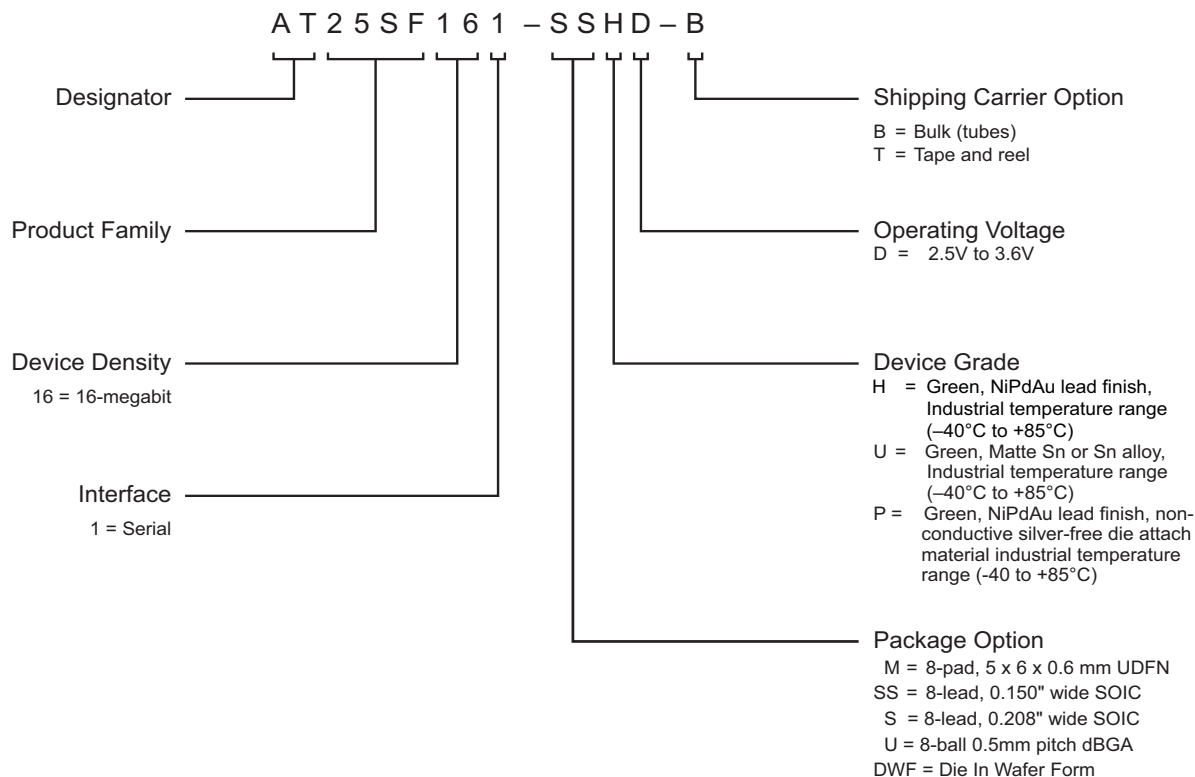 A T 2 5 S F 1 6 1 – S S H D – B
Designator
Product Family
Device Density
16 = 16-megabit
Interface
1 = Serial
Shipping Carrier Option
B = Bulk (tubes)
T = Tape and reel
Operating Voltage
D = 2.5V to 3.6V
Device Grade
H = Green, NiPdAu lead finish,
Industrial temperature range
(–40°C to +85°C)
U = Green, Matte Sn or Sn alloy,
Industrial temperature range
(–40°C to +85°C)
P = Green, NiPdAu lead finish, non-
conductive silver-free die attach
material industrial temperature
range (-40 to +85°C)
Package Option
M = 8-pad, 5 x 6 x 0.6 mm UDFN
SS = 8-lead, 0.150" wide SOIC
S = 8-lead, 0.208" wide SOIC
U = 8-ball 0.5mm pitch dBGA
DWF = Die In Wafer Form